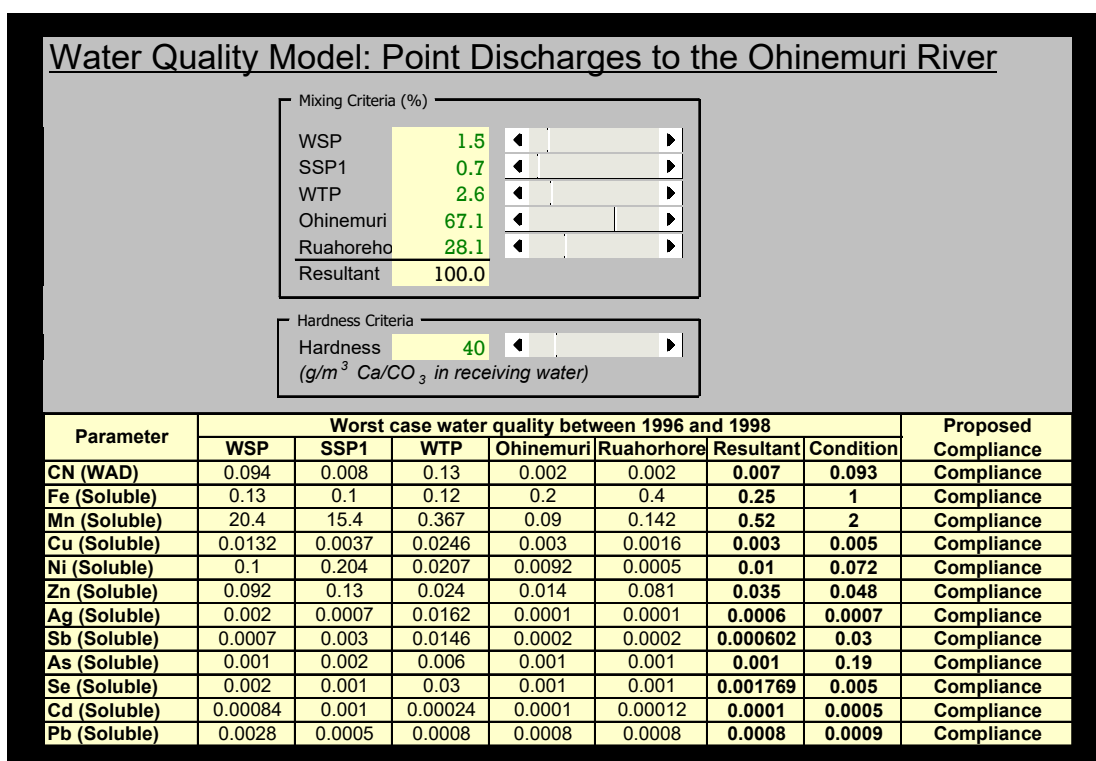 Water Quality Model: Point Discharges to the Ohinemuri River
Mixing Criteria (%)
WSP 1.5
SSP1 0.7
WTP 2.6
Ohinemuri 67.1
Ruahoreho 28.1
Resultant 100.0
Hardness Criteria
Hardness 40
(g/m3 Ca/CO3 in receiving water)
Parameter Worst case water quality between 1996 and 1998 Proposed
WSP SSP1 WTP Ohinemuri Ruahorhore Resultant Condition Compliance
CN (WAD) 0.094 0.008 0.13 0.002 0.002 0.007 0.093 Compliance
Fe (Soluble) 0.13 0.1 0.12 0.2 0.4 0.25 1 Compliance
Mn (Soluble) 20.4 15.4 0.367 0.09 0.142 0.52 2 Compliance
Cu (Soluble) 0.0132 0.0037 0.0246 0.003 0.0016 0.003 0.005 Compliance
Ni (Soluble) 0.1 0.204 0.0207 0.0092 0.0005 0.01 0.072 Compliance
Zn (Soluble) 0.092 0.13 0.024 0.014 0.081 0.035 0.048 Compliance
Ag (Soluble) 0.002 0.0007 0.0162 0.0001 0.0001 0.0006 0.0007 Compliance
Sb (Soluble) 0.0007 0.003 0.0146 0.0002 0.0002 0.000602 0.03 Compliance
As (Soluble) 0.001 0.002 0.006 0.001 0.001 0.001 0.19 Compliance
Se (Soluble) 0.002 0.001 0.03 0.001 0.001 0.001769 0.005 Compliance
Cd (Soluble) 0.00084 0.001 0.00024 0.0001 0.00012 0.0001 0.0005 Compliance
Pb (Soluble) 0.0028 0.0005 0.0008 0.0008 0.0008 0.0008 0.0009 Compliance